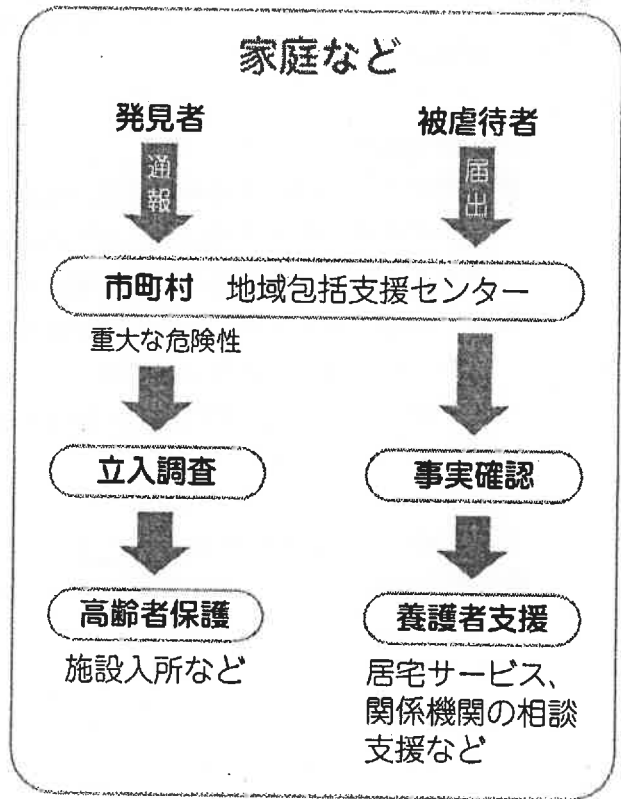 家庭など
発見者
被虐待者
通報
届出
市町村 地域包括支援センター
重大な危険性
立入調査
事実確認
高齢者保護
養護者支援
施設入所など
居宅サービス、
関係機関の相談
支援など